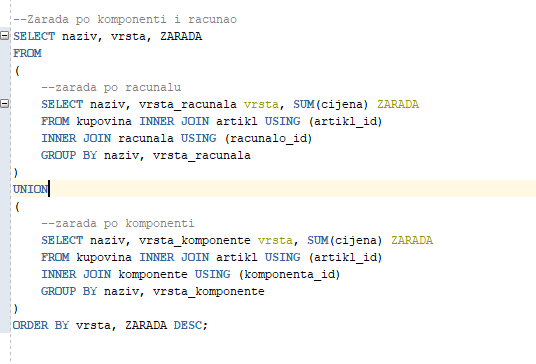 --Zarada po komponenti i racunao
SELECT naziv, vrsta, ZARADA
FROM
(
    --zarada po racunalu
    SELECT naziv, vrsta_racunala vrsta, SUM(cijena) ZARADA
    FROM kupovina INNER JOIN artikl USING (artikl_id)
    INNER JOIN racunala USING (racunalo_id)
    GROUP BY naziv, vrsta_racunala
)
UNION
(
    --zarada po komponenti
    SELECT naziv, vrsta_komponente vrsta, SUM(cijena) ZARADA
    FROM kupovina INNER JOIN artikl USING (artikl_id)
    INNER JOIN komponente USING (komponenta_id)
    GROUP BY naziv, vrsta_komponente
)
ORDER BY vrsta, ZARADA DESC;